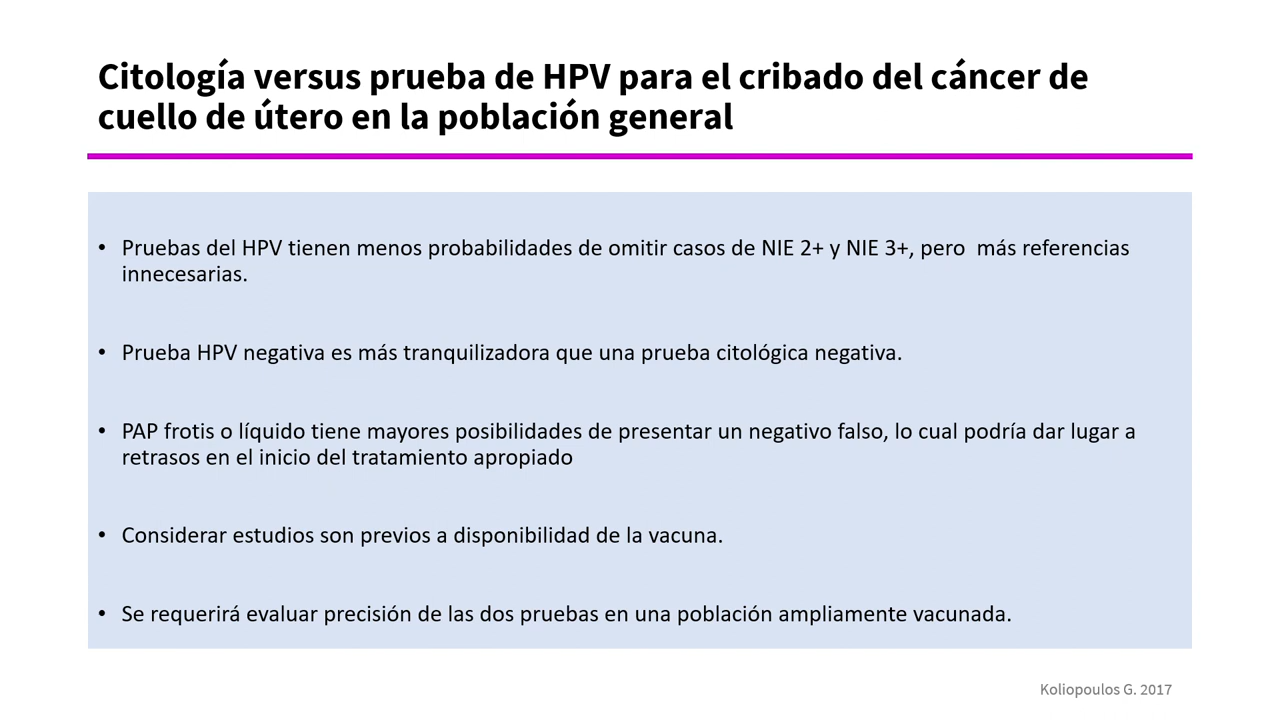 Citología versus prueba de HPV para el cribado del cáncer de
cuello de útero en la población general
• Pruebas del HPV tienen menos probabilidades de omitir casos de NIE 2+ y NIE 3+, pero  más referencias
innecesarias.
• Prueba HPV negativa es más tranquilizadora que una prueba citológica negativa.
• PAP frotis o líquido tiene mayores posibilidades de presentar un negativo falso, lo cual podría dar lugar a
retrasos en el inicio del tratamiento apropiado
• Considerar estudios son previos a disponibilidad de la vacuna.
• Se requerirá evaluar precisión de las dos pruebas en una población ampliamente vacunada.
Koliopoulos G. 2017